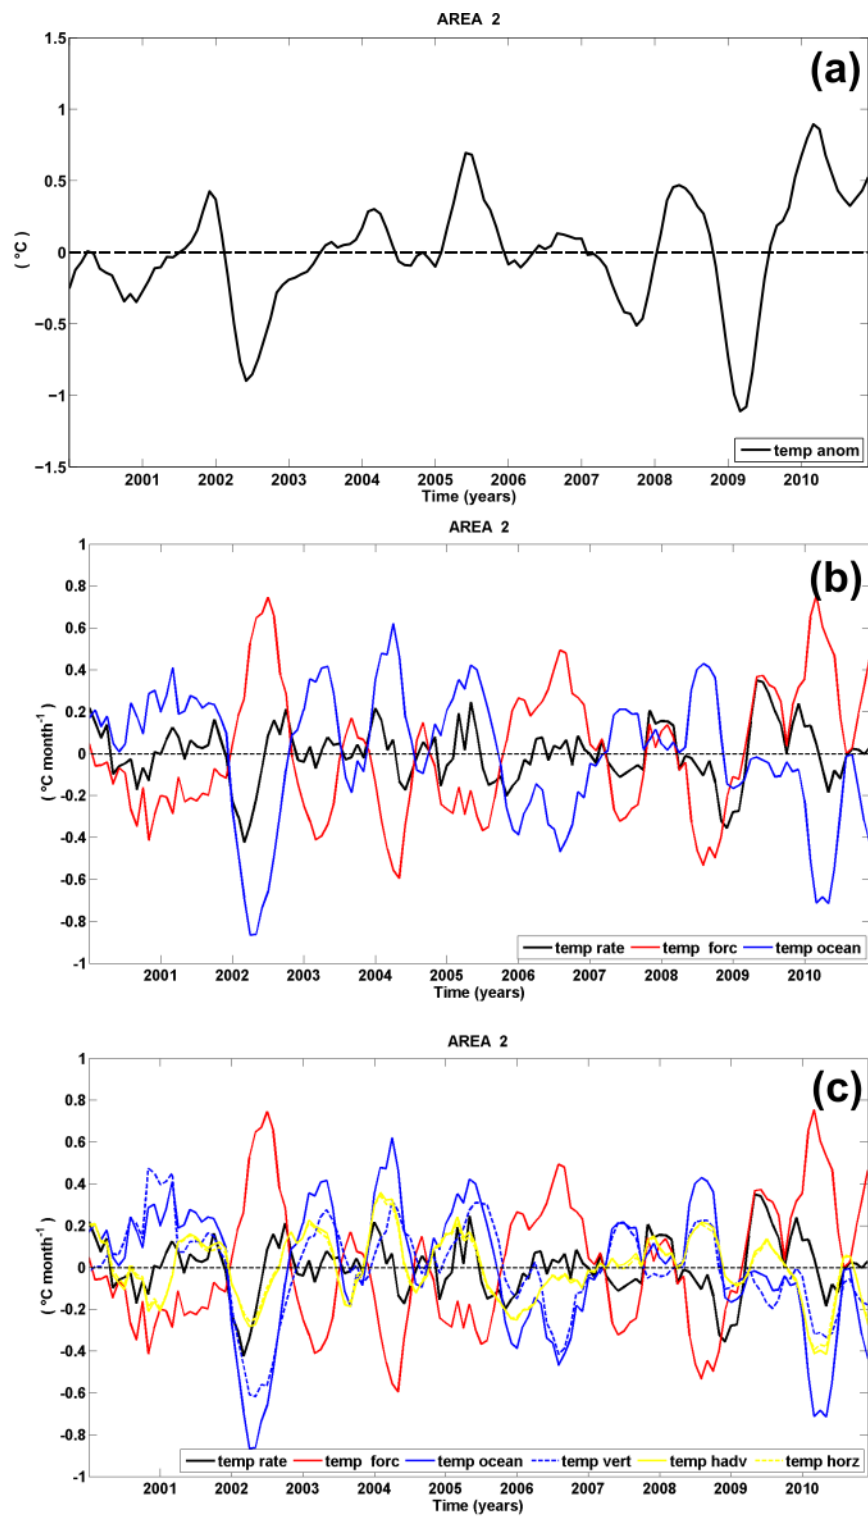 AREA 2
(a)
1.5
1
0.5
0
−0.5
−1
−1.5
( °C)
2001 2002 2003 2004 2005 2006 2007 2008 2009 2010
Time (years)
temp anom
AREA 2
(b)
1
0.8
0.6
0.4
0.2
0
-0.2
-0.4
-0.6
-0.8
-1
( °C month⁻¹)
2001 2002 2003 2004 2005 2006 2007 2008 2009 2010
Time (years)
temp rate temp forc temp ocean
AREA 2
(c)
1
0.8
0.6
0.4
0.2
0
-0.2
-0.4
-0.6
-0.8
-1
( °C month⁻¹)
2001 2002 2003 2004 2005 2006 2007 2008 2009 2010
Time (years)
temp rate temp forc temp ocean temp vert temp hadv temp horz